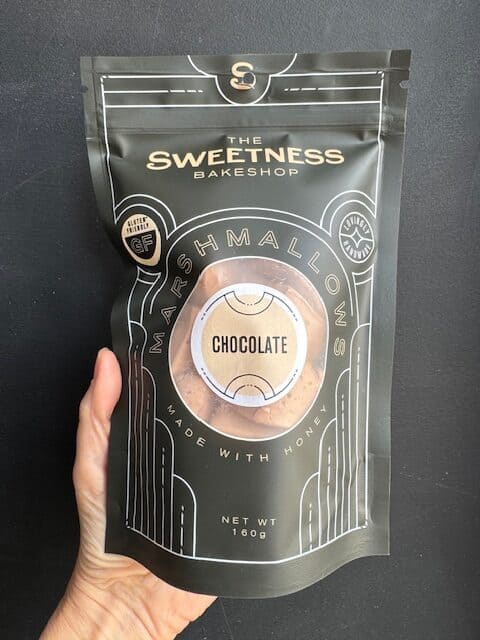 S
THE
SWEETNESS
BAKESHOP
GLUTEN
FRIENDLY
GF
LOVINGLY
HANDMADE
MARSHMALLOWS
CHOCOLATE
MADE WITH HONEY
NET WT
160g